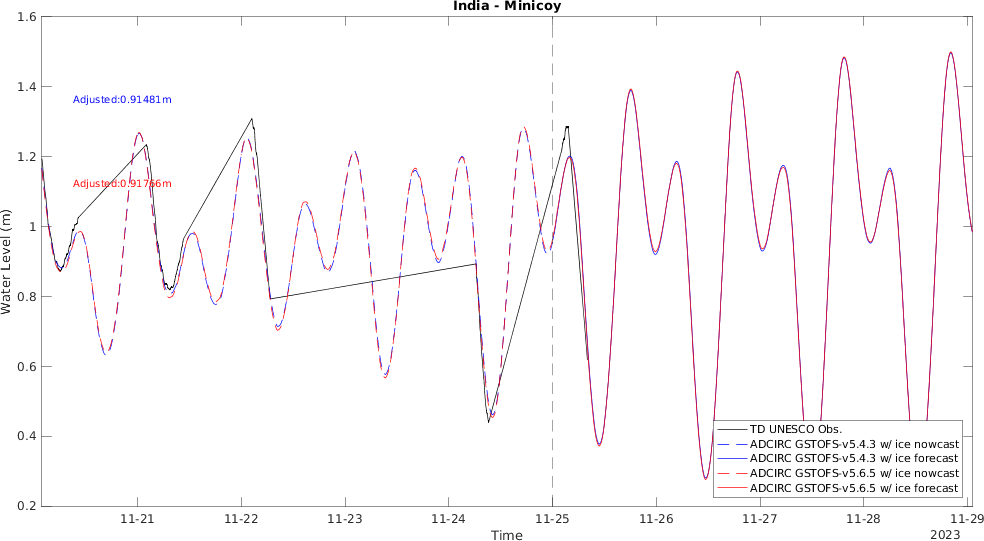 India - Minicoy
Adjusted:0.91481m
Adjusted:0.91766m
Water Level (m)
1.6
1.4
1.2
1
0.8
0.6
0.4
0.2
TD UNESCO Obs.
ADCIRC GSTOFS-v5.4.3 w/ ice nowcast
ADCIRC GSTOFS-v5.4.3 w/ ice forecast
ADCIRC GSTOFS-v5.6.5 w/ ice nowcast
ADCIRC GSTOFS-v5.6.5 w/ ice forecast
11-21 11-22 11-23 11-24 11-25 11-26 11-27 11-28 11-29
Time
2023